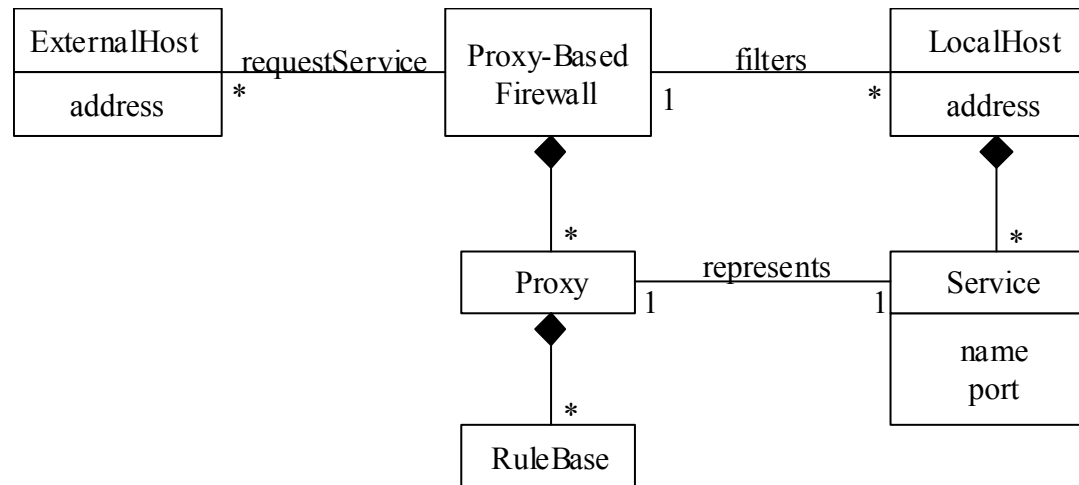 ExternalHost
address
requestService
*
Proxy-Based
Firewall
filters
1
*
LocalHost
address
*
*
Proxy
represents
1
1
Service
name
port
*
RuleBase